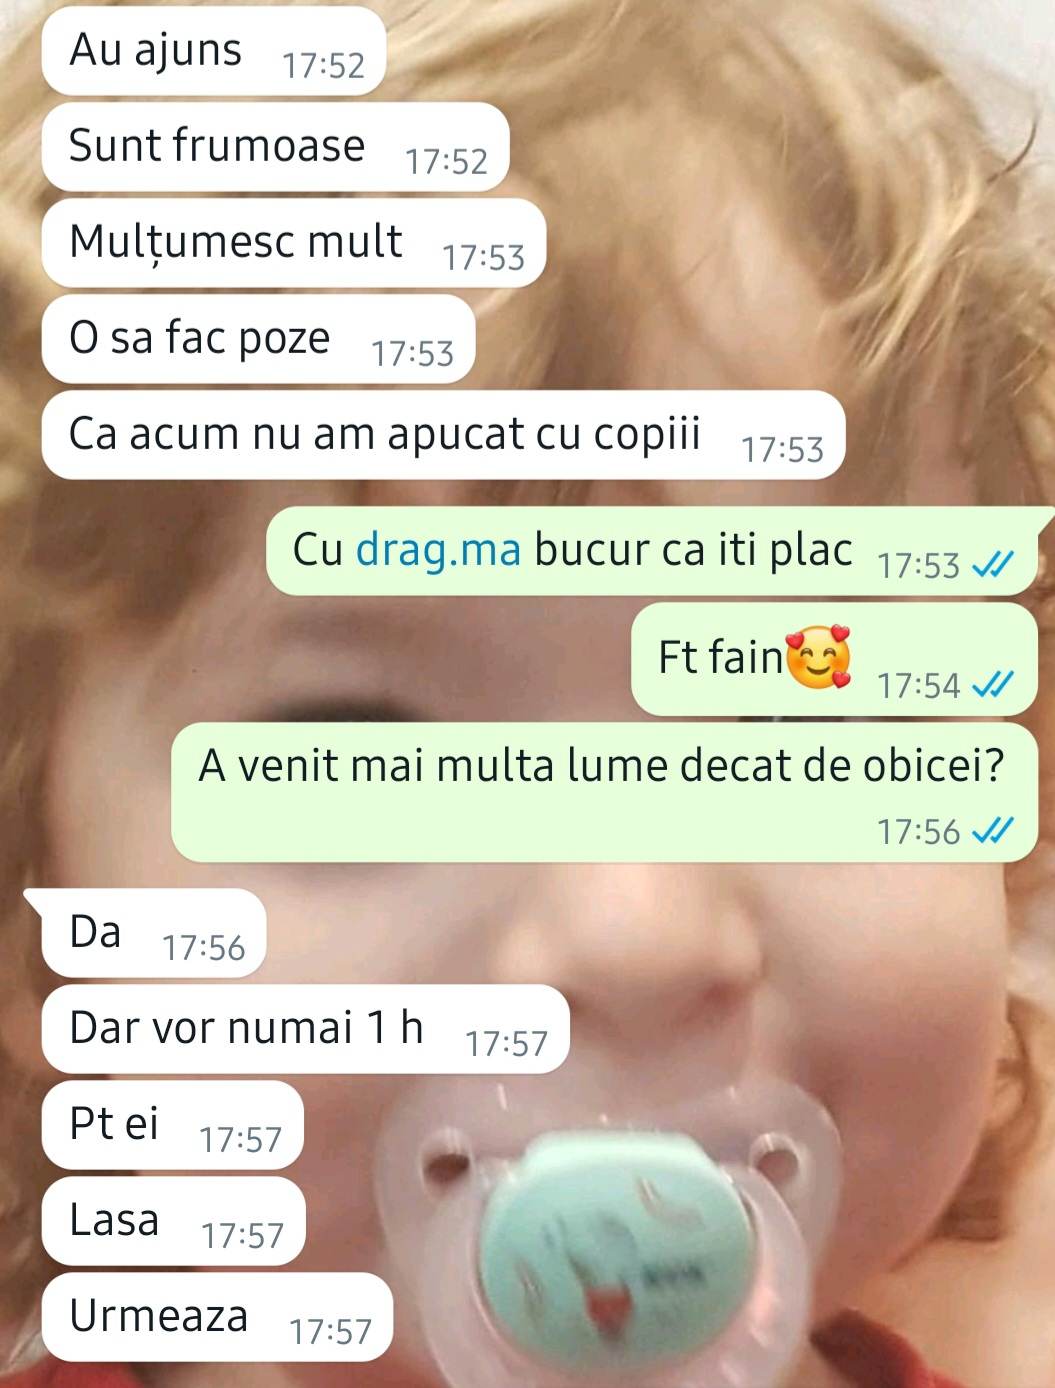 Au ajuns 17:52
Sunt frumoase 17:52
Mulțumesc mult 17:53
O sa fac poze 17:53
Ca acum nu am apucat cu copiii 17:53
Cu drag.ma bucur ca iti plac 17:53
Ft fain🥰 17:54
A venit mai multa lume decat de obicei?
17:56
Da 17:56
Dar vor numai 1 h 17:57
Pt ei 17:57
Lasa 17:57
Urmeaza 17:57